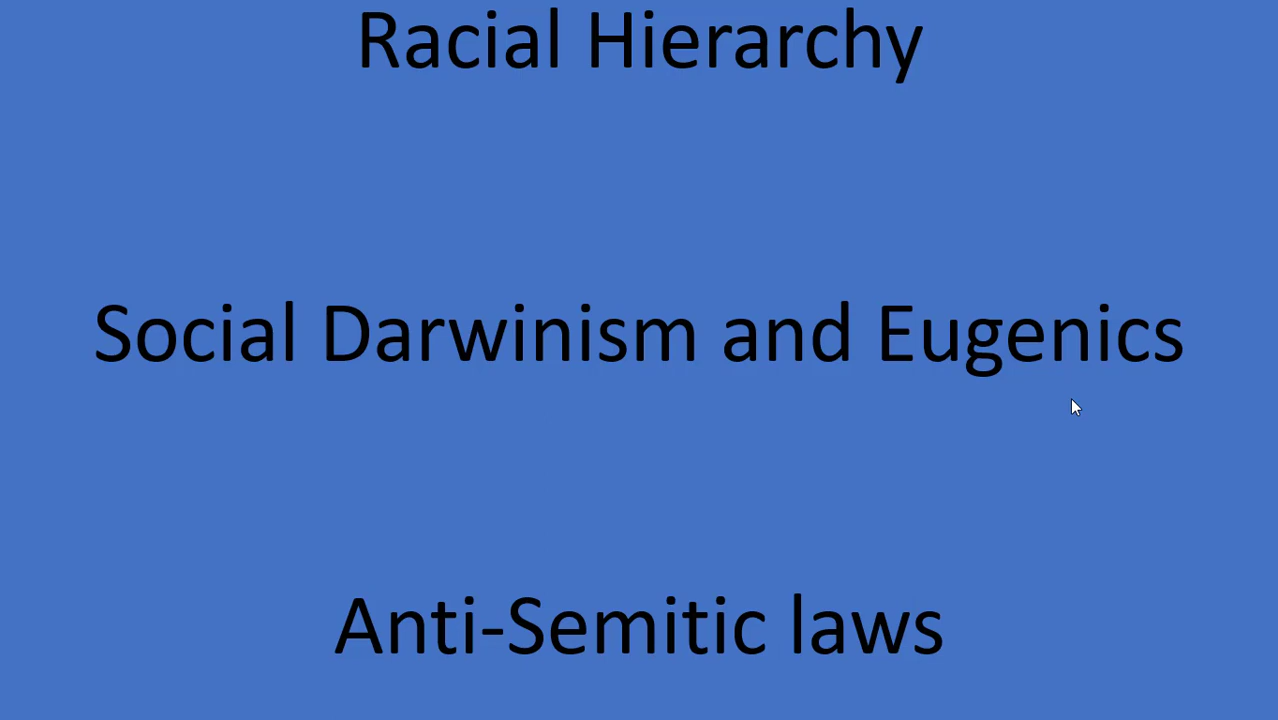 Racial Hierarchy
Social Darwinism and Eugenics
Anti-Semitic laws